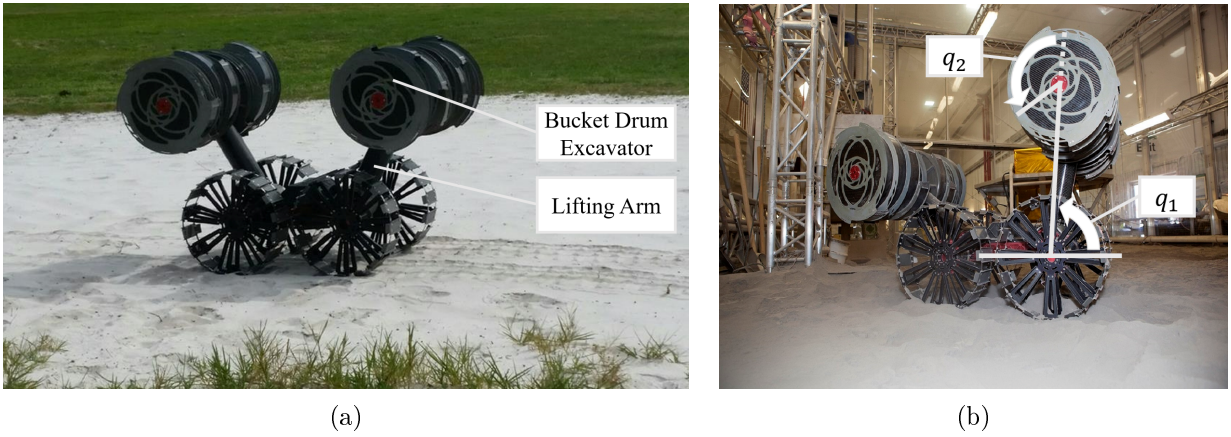 Bucket Drum
Excavator
Lifting Arm
q₂
q₁
Exit
(a)
(b)